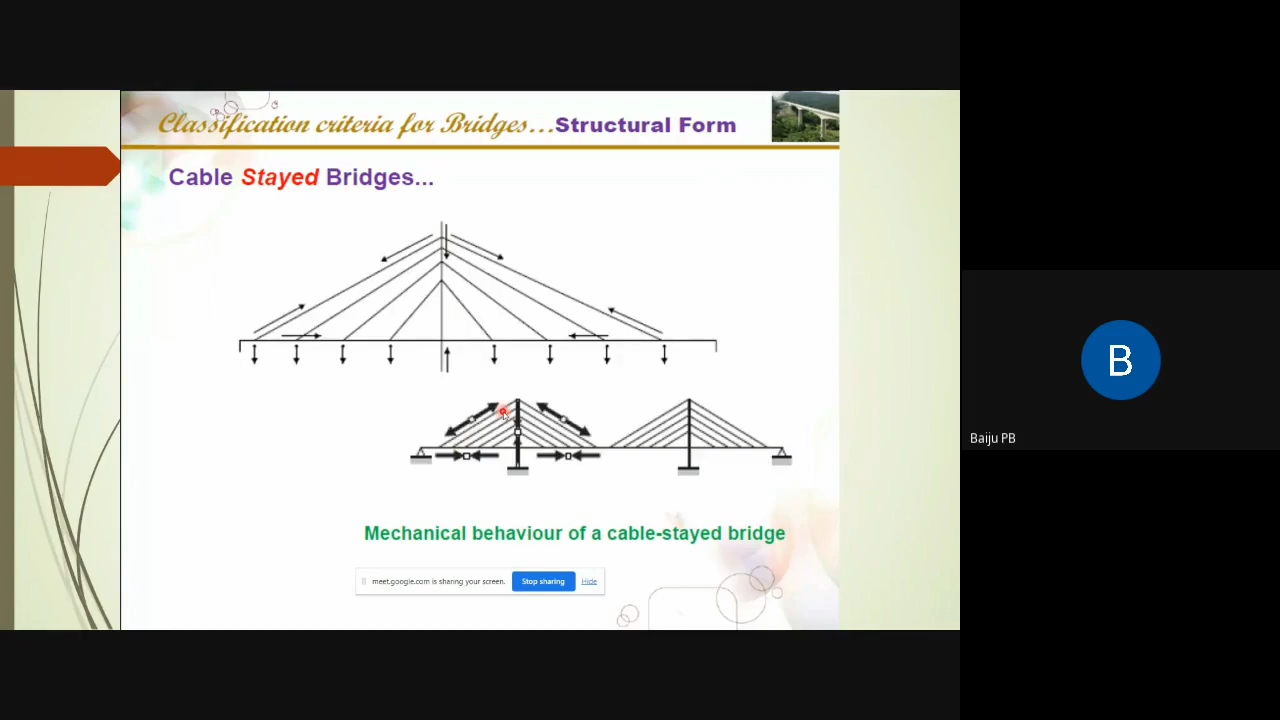 Classification criteria for Bridges...Structural Form
Cable Stayed Bridges...
Mechanical behaviour of a cable-stayed bridge
meet.google.com is sharing your screen. Stop sharing Hide
B
Baiju PB